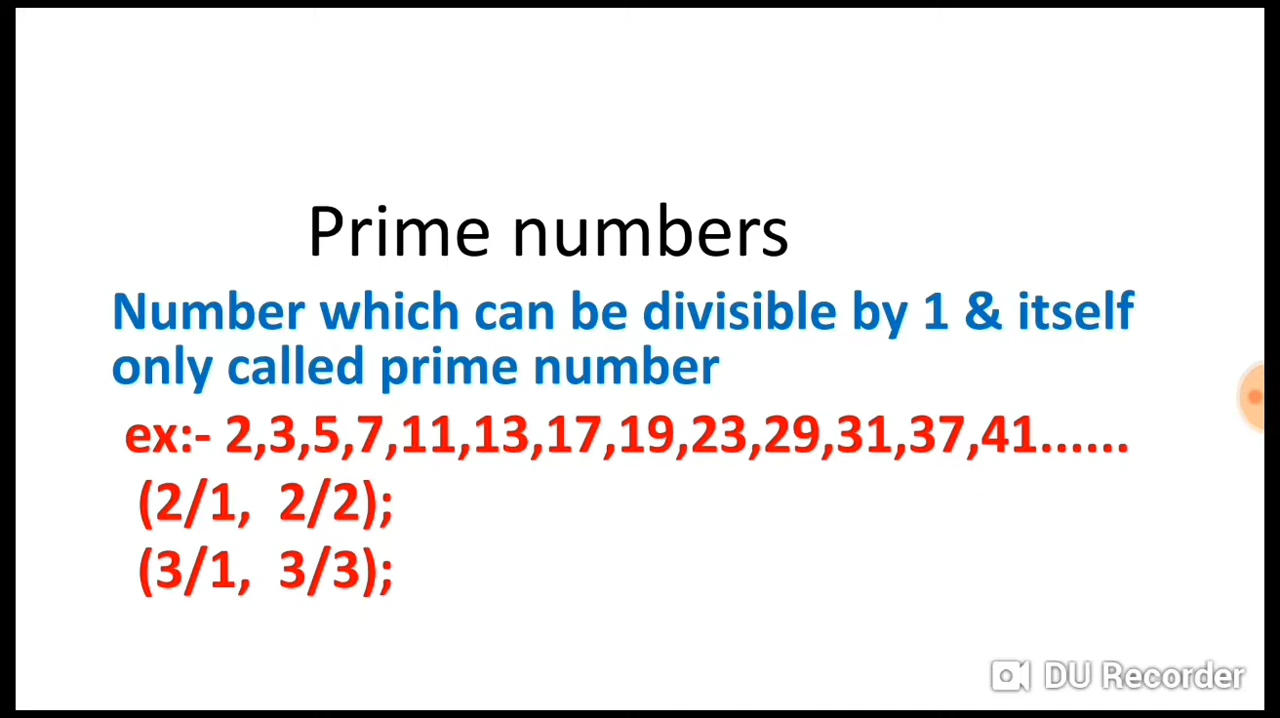 Prime numbers
Number which can be divisible by 1 & itself
only called prime number
ex:- 2,3,5,7,11,13,17,19,23,29,31,37,41......
(2/1, 2/2);
(3/1, 3/3);
DU Recorder